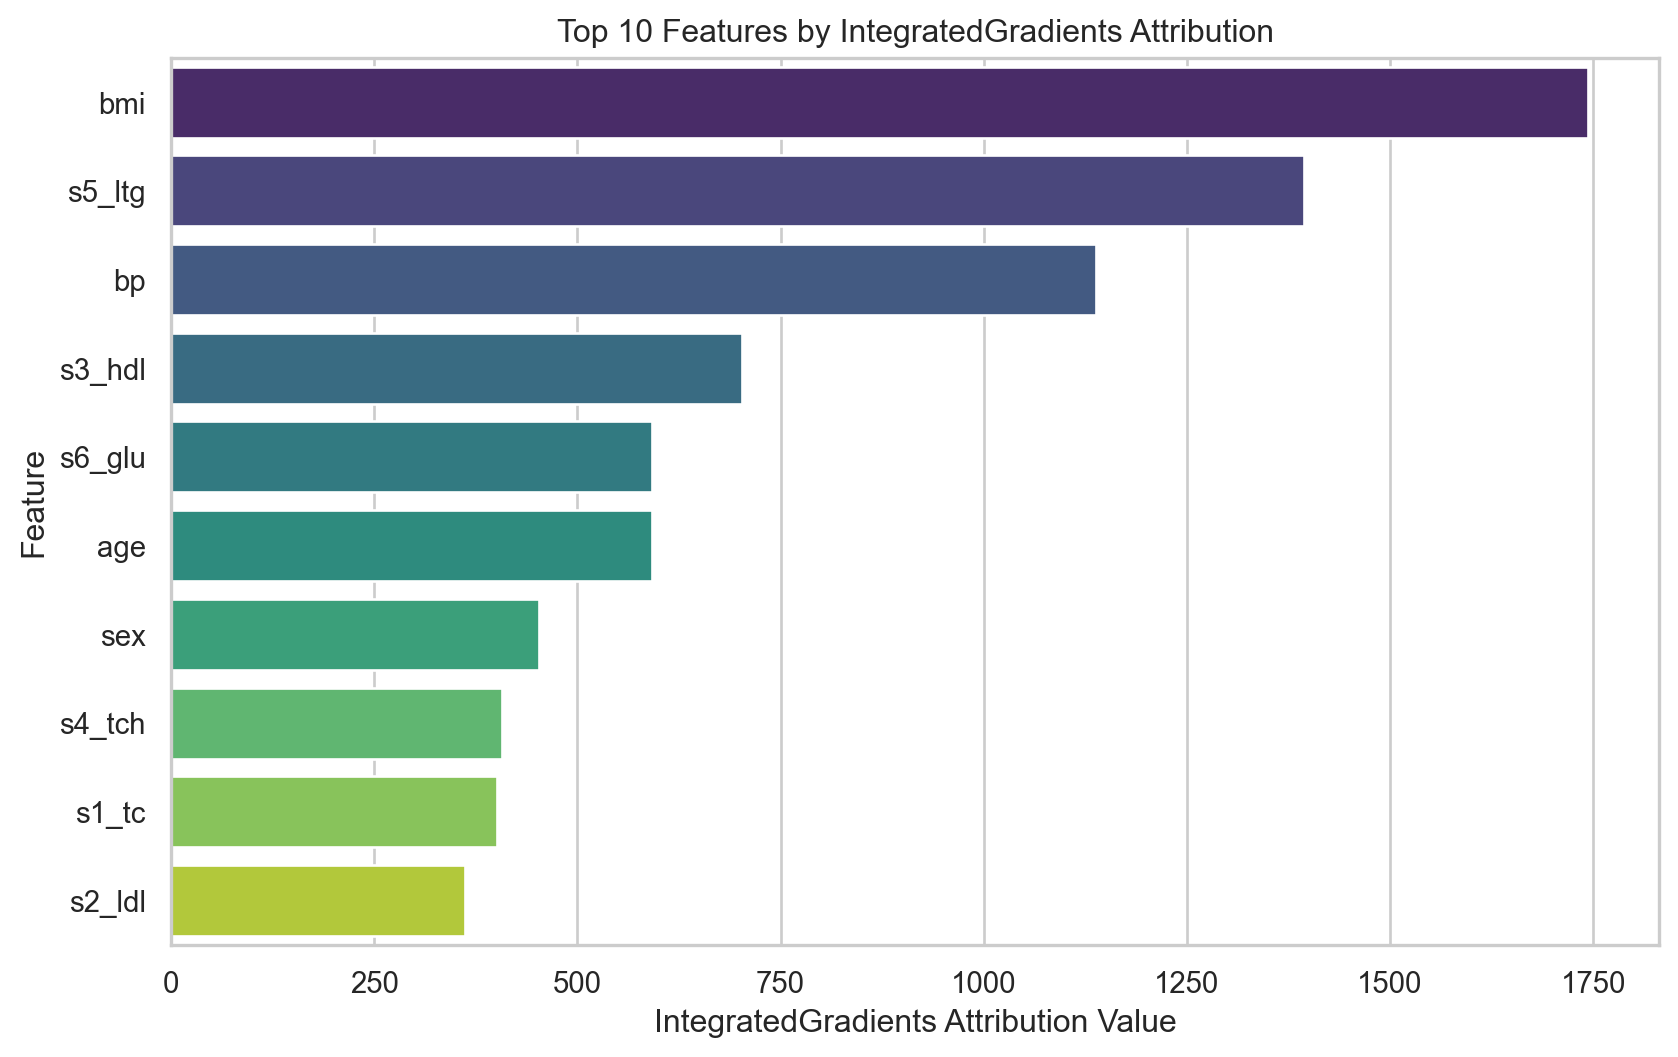 Top 10 Features by IntegratedGradients Attribution
Feature
bmi
s5_ltg
bp
s3_hdl
s6_glu
age
sex
s4_tch
s1_tc
s2_ldl
0 250 500 750 1000 1250 1500 1750
IntegratedGradients Attribution Value